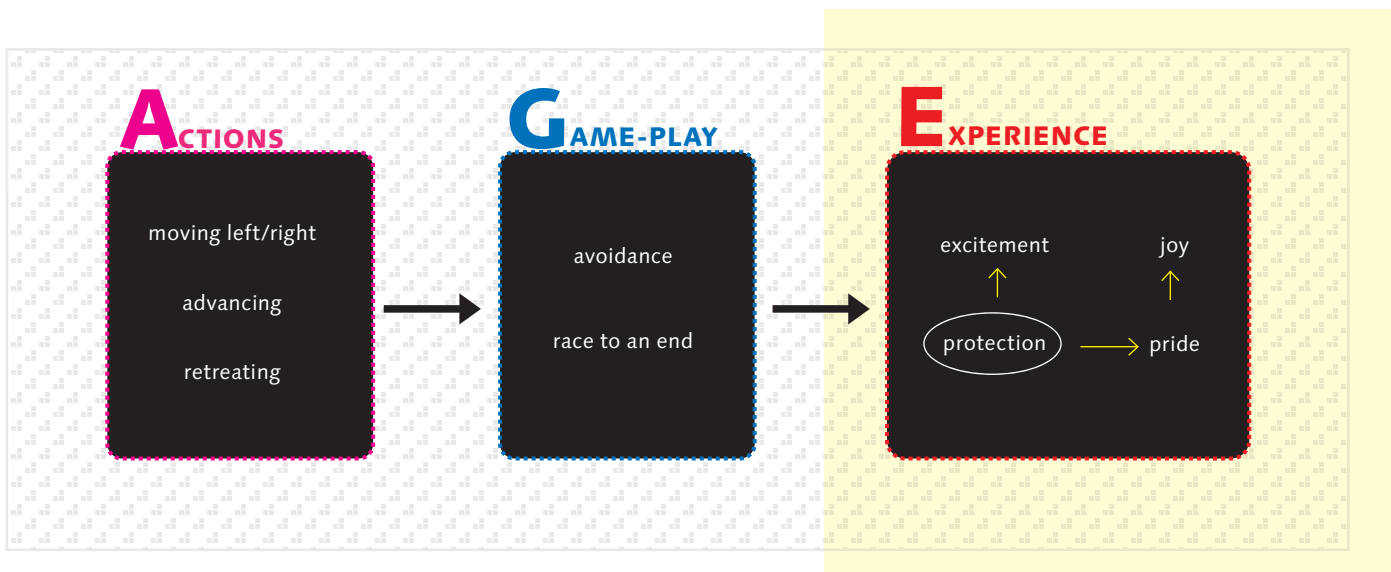 ACTIONS
moving left/right
advancing
retreating
GAME-PLAY
avoidance
race to an end
EXPERIENCE
excitement
joy
protection
pride